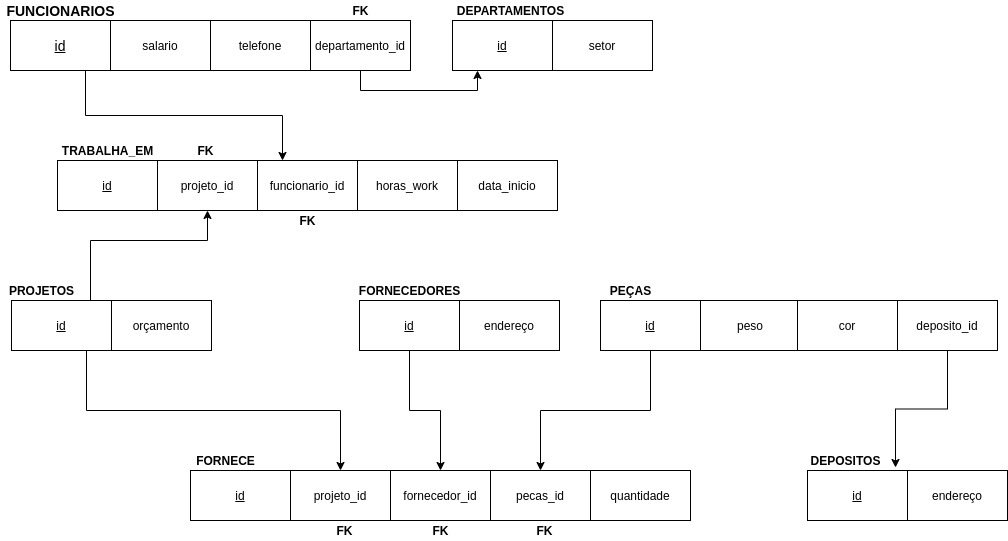 FUNCIONARIOS
FK
DEPARTAMENTOS
id salario telefone departamento_id
id setor
TRABALHA_EM
FK
id projeto_id funcionario_id horas_work data_inicio
FK
PROJETOS
FORNECEDORES
PEÇAS
id orçamento
id endereço
id peso cor deposito_id
FORNECE
DEPOSITOS
id projeto_id fornecedor_id pecas_id quantidade
id endereço
FK FK FK